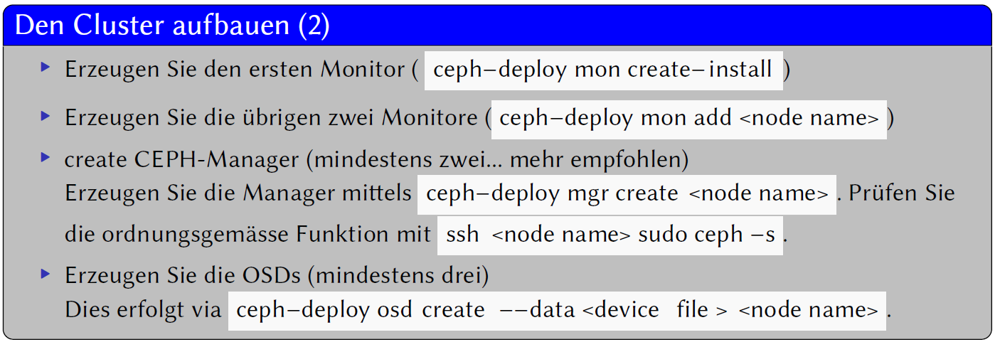 Den Cluster aufbauen (2)
Erzeugen Sie den ersten Monitor ( ceph–deploy mon create–install )
Erzeugen Sie die übrigen zwei Monitore ( ceph–deploy mon add <node name> )
create CEPH-Manager (mindestens zwei... mehr empfohlen)
Erzeugen Sie die Manager mittels ceph–deploy mgr create <node name> . Prüfen Sie
die ordnungsgemässe Funktion mit ssh <node name> sudo ceph –s .
Erzeugen Sie die OSDs (mindestens drei)
Dies erfolgt via ceph–deploy osd create ––data <device file > <node name> .